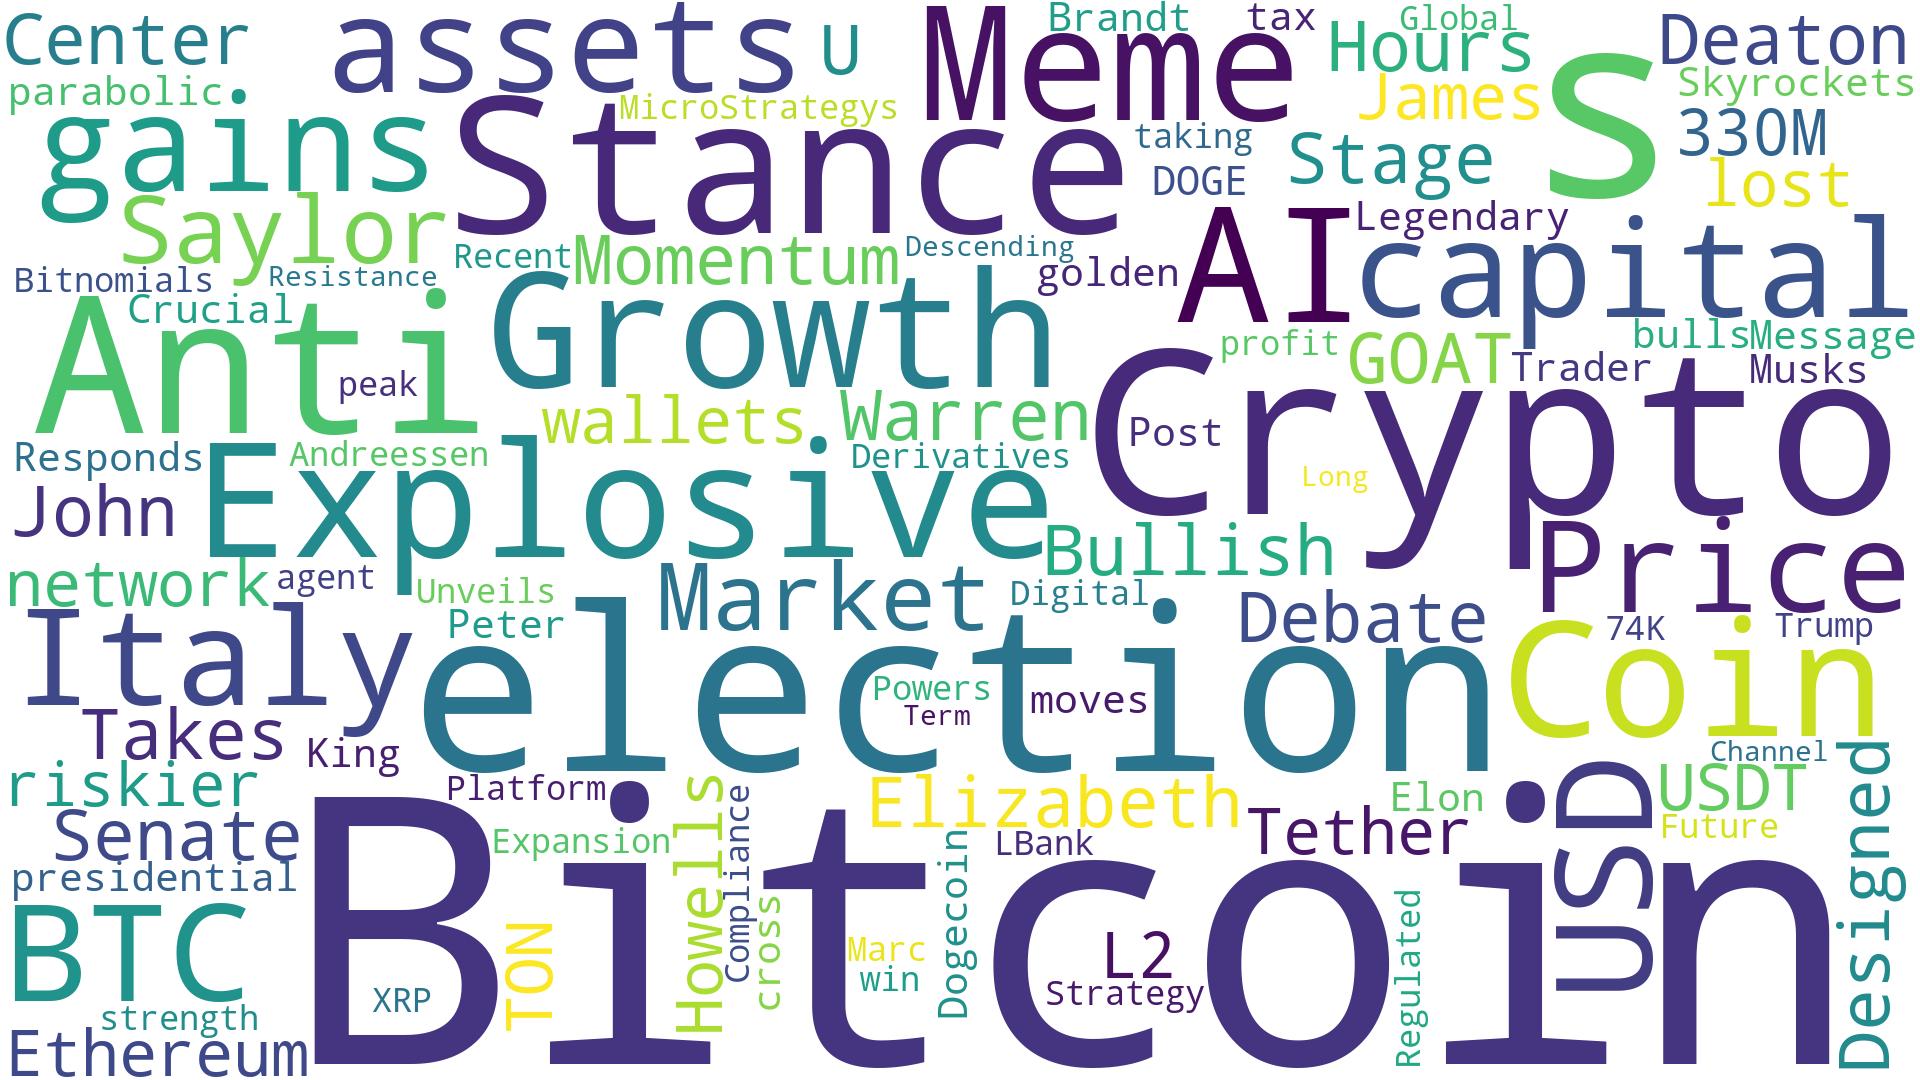 Center
assets
U
Meme
Brandt
tax
Global
Hours
Deaton
parabolic
gains
MicroStrategys
James
S
Skyrockets
Stance
taking
DOGE
Stage
330M
lost
Saylor
Recent
Momentum
Descending
golden
AI
Legendary
capital
Bitnomials
Resistance
Crucial
Anti
peak
Growth
profit
GOAT
bulls
Message
Trader
Musks
wallets
Warren
Crypto
Post
Long
Responds
Andreessen
Derivatives
John
Explosive
Bullish
Price
network
agent
Unveils
Market
Digital
Debate
Italy
Peter
election
Powers
Term
moves
74K
Trump
Coin
Takes
King
Channel
riskier
Platform
Elizabeth
Elon
USDT
Future
Designed
Senate
Expansion
Howells
Compliance
LBank
Tether
USD
presidential
Bitcoin
BTC
XRP
TON
cross
Marc
win
Dogecoin
L2
Strategy
Regulated
strength
Ethereum